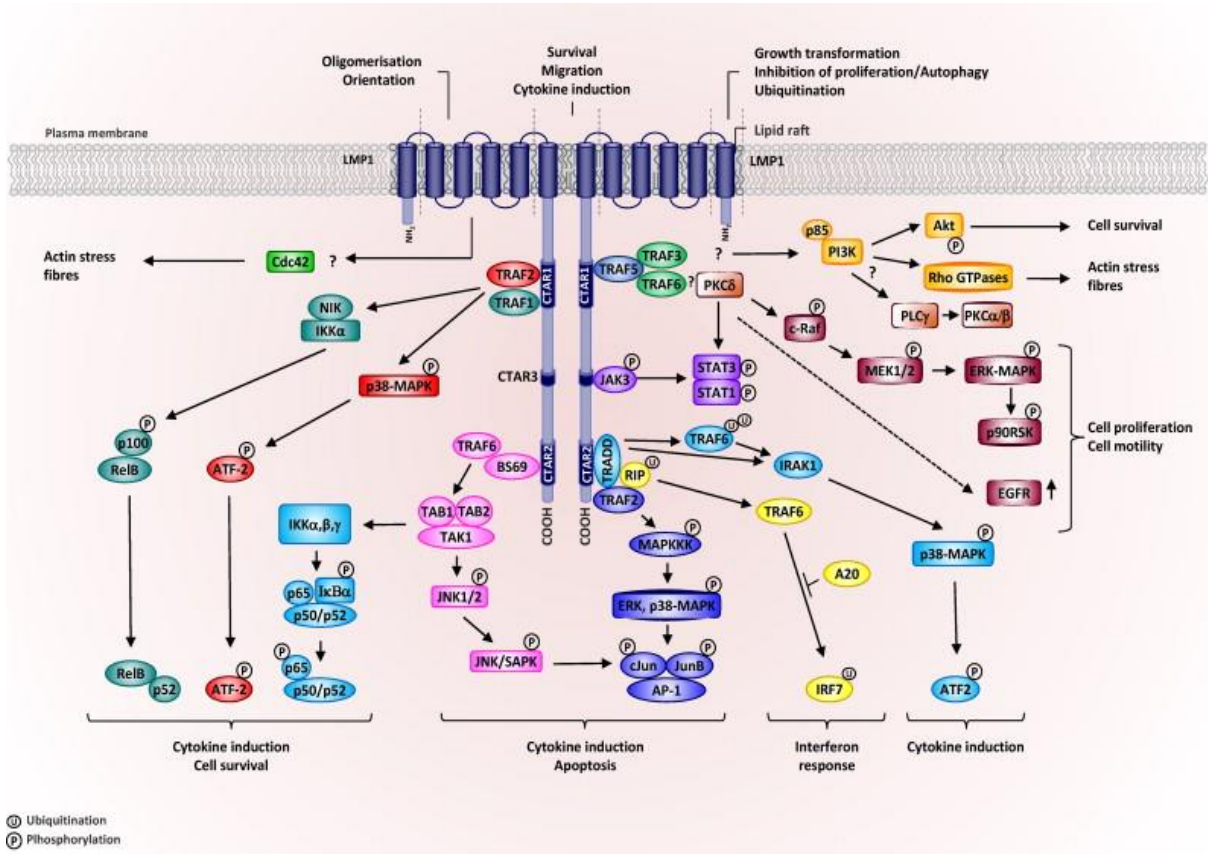 Oligomerisation
Orientation
Survival
Migration
Cytokine induction
Growth transformation
Inhibition of proliferation/Autophagy
Ubiquitination
Plasma membrane
Lipid raft
LMP1
LMP1
NH₂
NH₂
Actin stress
fibres
Cdc42
?
TRAF2
TRAF1
CTAR1
CTAR1
TRAF5
TRAF3
TRAF6
?
PKCδ
?
p85
PI3K
Akt
P
Cell survival
?
Rho GTPases
Actin stress
fibres
PLCγ
PKCα/β
NIK
IKKα
P
c-Raf
P
MEK1/2
P
ERK-MAPK
P
p90RSK
EGFR
Cell proliferation
Cell motility
P
p38-MAPK
CTAR3
P
JAK3
STAT3
P
STAT1
P
P
p100
RelB
P
ATF-2
TRAF6
BS69
CTAR2
CTAR2
TRADD
U
RIP
TRAF2
TRAF6
U
U
IRAK1
COOH
COOH
TAB1
TAB2
TAK1
IKKα,β,γ
P
MAPKKK
TRAF6
A20
P
p38-MAPK
P
p65
IκBα
p50/p52
P
JNK1/2
P
ERK, p38-MAPK
P
JNK/SAPK
P
cJun
P
JunB
AP-1
RelB
p52
P
ATF-2
P
p65
p50/p52
U
IRF7
P
ATF2
Cytokine induction
Cell survival
Cytokine induction
Apoptosis
Interferon
response
Cytokine induction
U Ubiquitination
P Plhosphorylation